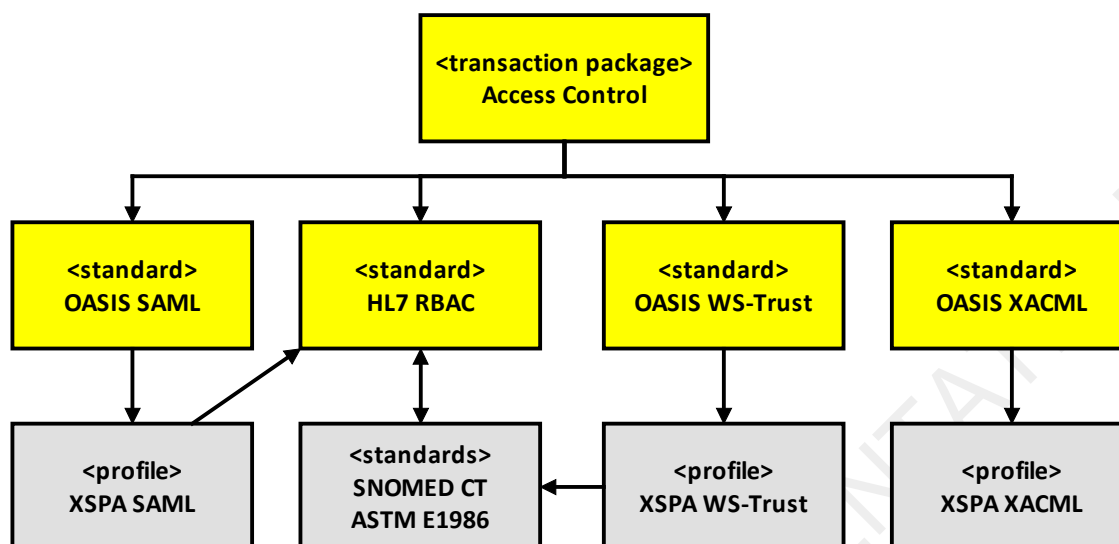 <transaction package>
Access Control
<standard>
OASIS SAML
<standard>
HL7 RBAC
<standard>
OASIS WS-Trust
<standard>
OASIS XACML
<profile>
XSPA SAML
<standards>
SNOMED CT
ASTM E1986
<profile>
XSPA WS-Trust
<profile>
XSPA XACML